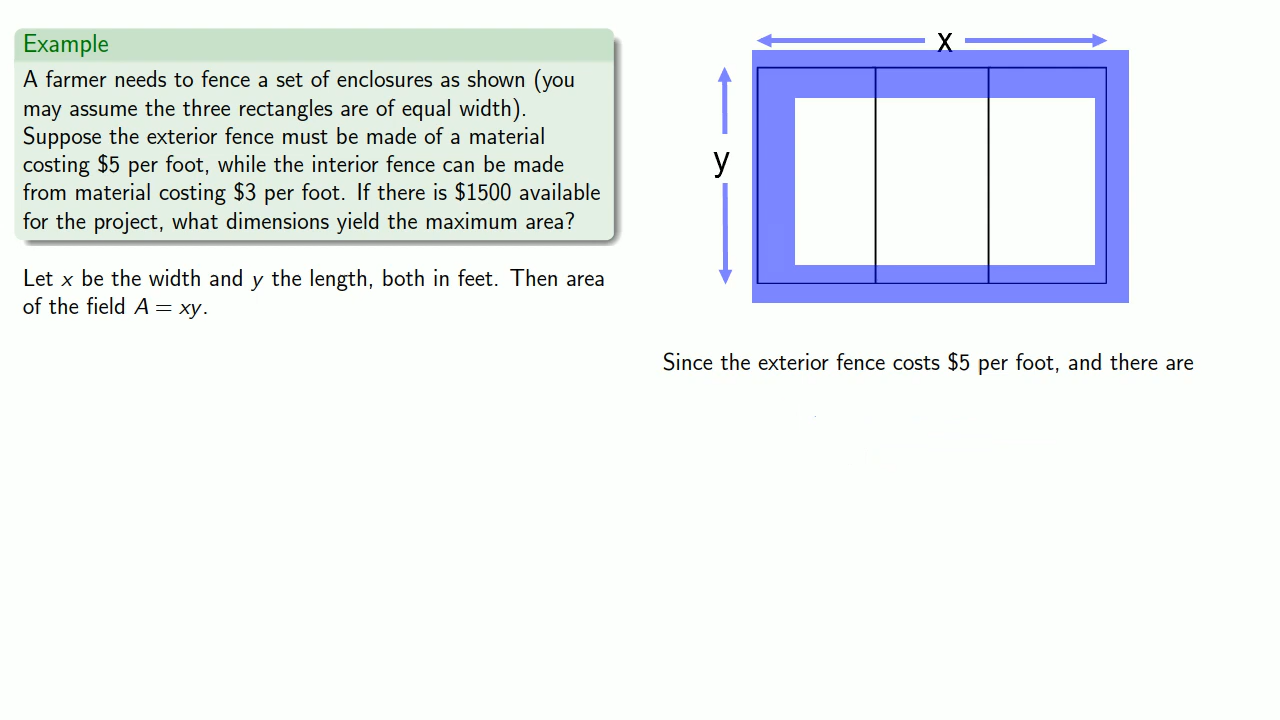 Example
A farmer needs to fence a set of enclosures as shown (you
may assume the three rectangles are of equal width).
Suppose the exterior fence must be made of a material
costing $5 per foot, while the interior fence can be made
from material costing $3 per foot. If there is $1500 available
for the project, what dimensions yield the maximum area?
Let x be the width and y the length, both in feet. Then area
of the field A = xy.
x
y
Since the exterior fence costs $5 per foot, and there are